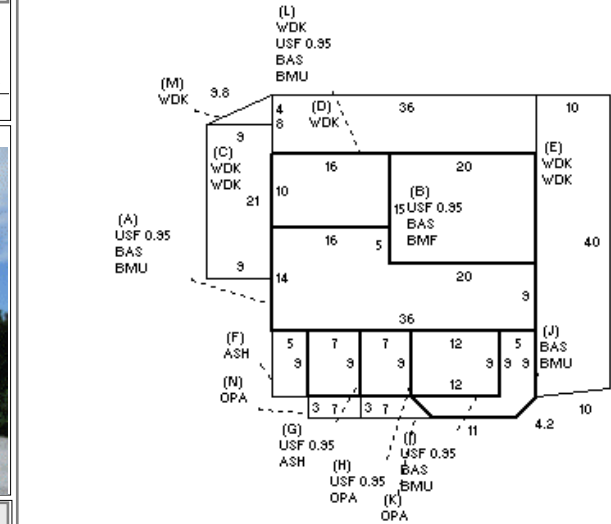 (L)
WDK
USF 0.95
BAS
BMU
(M)
WDK
9.8
4
8
(D)
WDK
36
10
9
(C)
WDK
WDK
21
9
16
20
(E)
WDK
WDK
10
(B)
15 USF 0.95
BAS
BMF
(A)
USF 0.95
BAS
BMU
16
5
40
14
20
9
36
(F)
ASH
5
9
7
9
7
9
12
9
12
5
9 9
(J)
BAS
BMU
(N)
OPA
3 7
3 7
10
4.2
11
(G)
USF 0.95
ASH
(H)
USF 0.95
OPA
(I)
USF 0.95
BAS
BMU
(K)
OPA